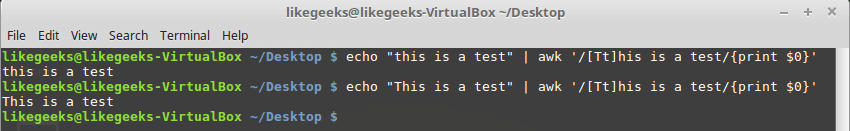 likegeeks@likegeeks-VirtualBox ~/Desktop
File Edit View Search Terminal Help
likegeeks@likegeeks-VirtualBox ~/Desktop $ echo "this is a test" | awk '/[Tt]his is a test/{print $0}'
this is a test
likegeeks@likegeeks-VirtualBox ~/Desktop $ echo "This is a test" | awk '/[Tt]his is a test/{print $0}'
This is a test
likegeeks@likegeeks-VirtualBox ~/Desktop $